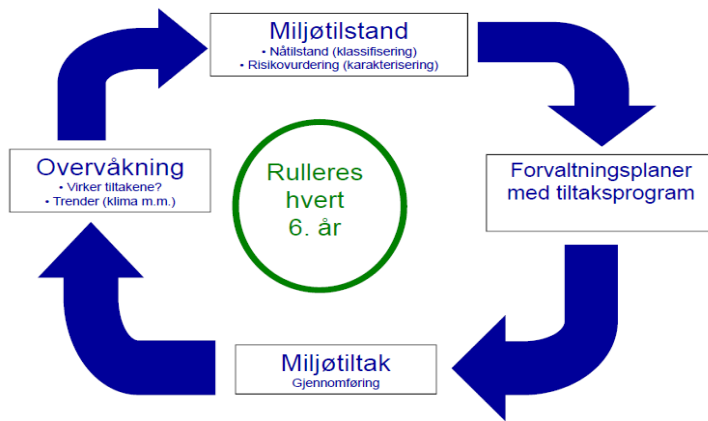 Miljøtilstand
• Nåtilstand (klassifisering)
• Risikovurdering (karakterisering)
Overvåkning
• Virker tiltakene?
• Trender (klima m.m.)
Rulleres
hvert
6. år
Forvaltningsplaner
med tiltaksprogram
Miljøtiltak
Gjennomføring